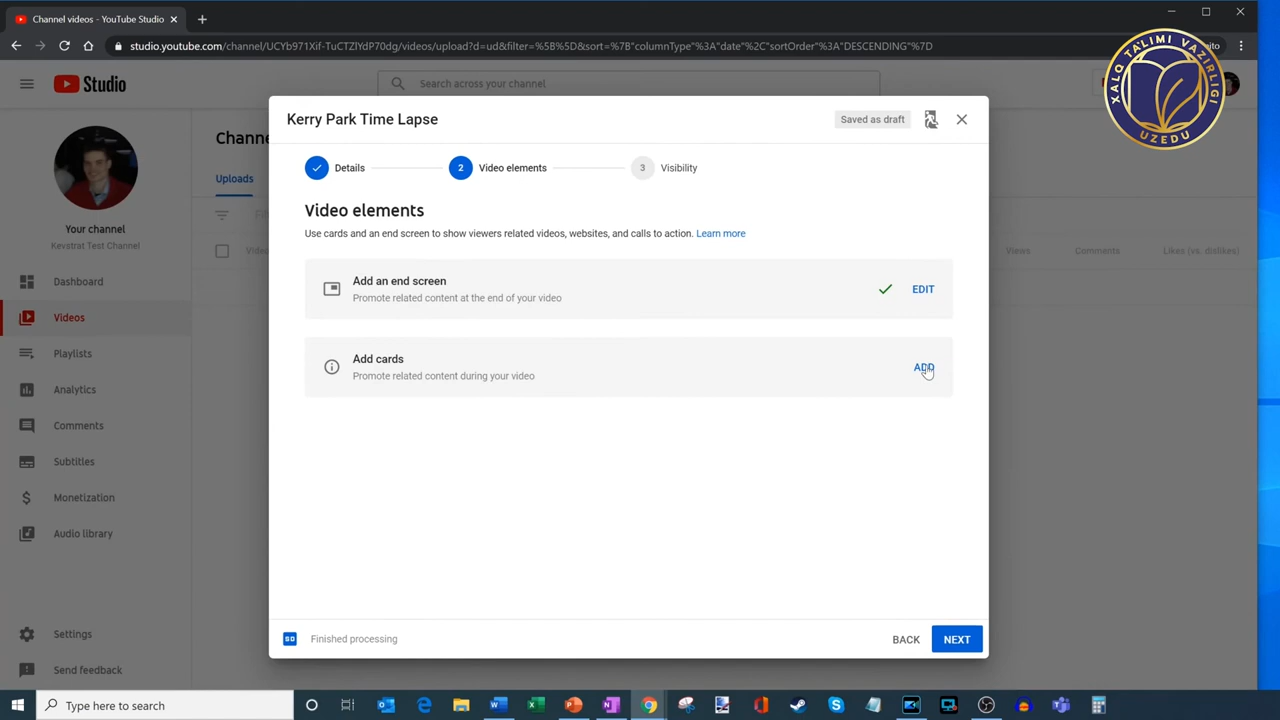 Channel videos - YouTube Studio
studio.youtube.com/channel/UCYb971Xif-TuCTZlYdP70dg/videos/upload?d=ud&filter=%5B%5D&sort=%7B"columnType"%3A"date"%2C"sortOrder"%3A"DESCENDING"%7D
XALQ TALIMI VAZIRLIGI
UZEDU
Studio
Search across your channel
Kerry Park Time Lapse
Saved as draft
Details
2
Video elements
3
Visibility
Video elements
Use cards and an end screen to show viewers related videos, websites, and calls to action. Learn more
Add an end screen
Promote related content at the end of your video
EDIT
Add cards
Promote related content during your video
ADD
SD
Finished processing
BACK
NEXT
Your channel
Kevstrat Test Channel
Dashboard
Videos
Playlists
Analytics
Comments
Subtitles
Monetization
Audio library
Settings
Send feedback
Uploads
Views
Comments
Likes (vs. dislikes)
Type here to search